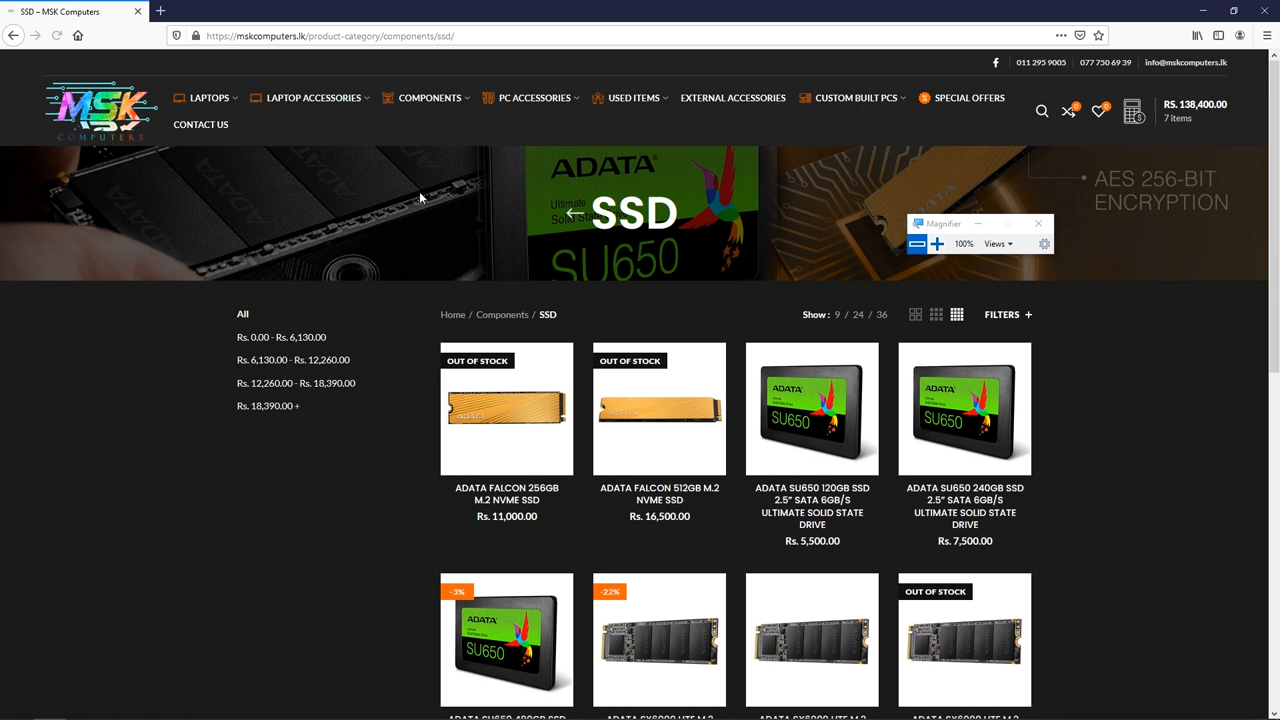 SSD – MSK Computers
https://mskcomputers.lk/product-category/components/ssd/
011 295 9005
077 750 69 39
info@mskcomputers.lk
MSK
COMPUTERS
LAPTOPS
LAPTOP ACCESSORIES
COMPONENTS
PC ACCESSORIES
USED ITEMS
EXTERNAL ACCESSORIES
CUSTOM BUILT PCS
SPECIAL OFFERS
CONTACT US
0
0
RS. 138,400.00
7 items
ADATA
Ultimate
Solid State
SU650
SSD
AES 256-BIT
ENCRYPTION
Magnifier
100%
Views
All
Rs. 0.00 - Rs. 6,130.00
Rs. 6,130.00 - Rs. 12,260.00
Rs. 12,260.00 - Rs. 18,390.00
Rs. 18,390.00 +
Home / Components / SSD
Show : 9 / 24 / 36
FILTERS +
OUT OF STOCK
OUT OF STOCK
ADATA
SU650
ADATA
SU650
ADATA FALCON 256GB
M.2 NVME SSD
Rs. 11,000.00
ADATA FALCON 512GB M.2
NVME SSD
Rs. 16,500.00
ADATA SU650 120GB SSD
2.5” SATA 6GB/S
ULTIMATE SOLID STATE
DRIVE
Rs. 5,500.00
ADATA SU650 240GB SSD
2.5” SATA 6GB/S
ULTIMATE SOLID STATE
DRIVE
Rs. 7,500.00
-3%
ADATA
SU650
-22%
OUT OF STOCK
ADATA SU650 480GB SSD
ADATA SX6000 LITE M.2
ADATA SX6000 LITE M.2
ADATA SX6000 LITE M.2